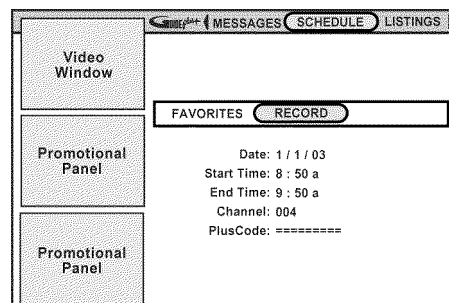 GUIDE Plus+ MESSAGES SCHEDULE LISTINGS
Video
Window
FAVORITES RECORD
Promotional
Panel
Date: 1 / 1 / 03
Start Time: 8 : 50 a
End Time: 9 : 50 a
Channel: 004
PlusCode: =========
Promotional
Panel